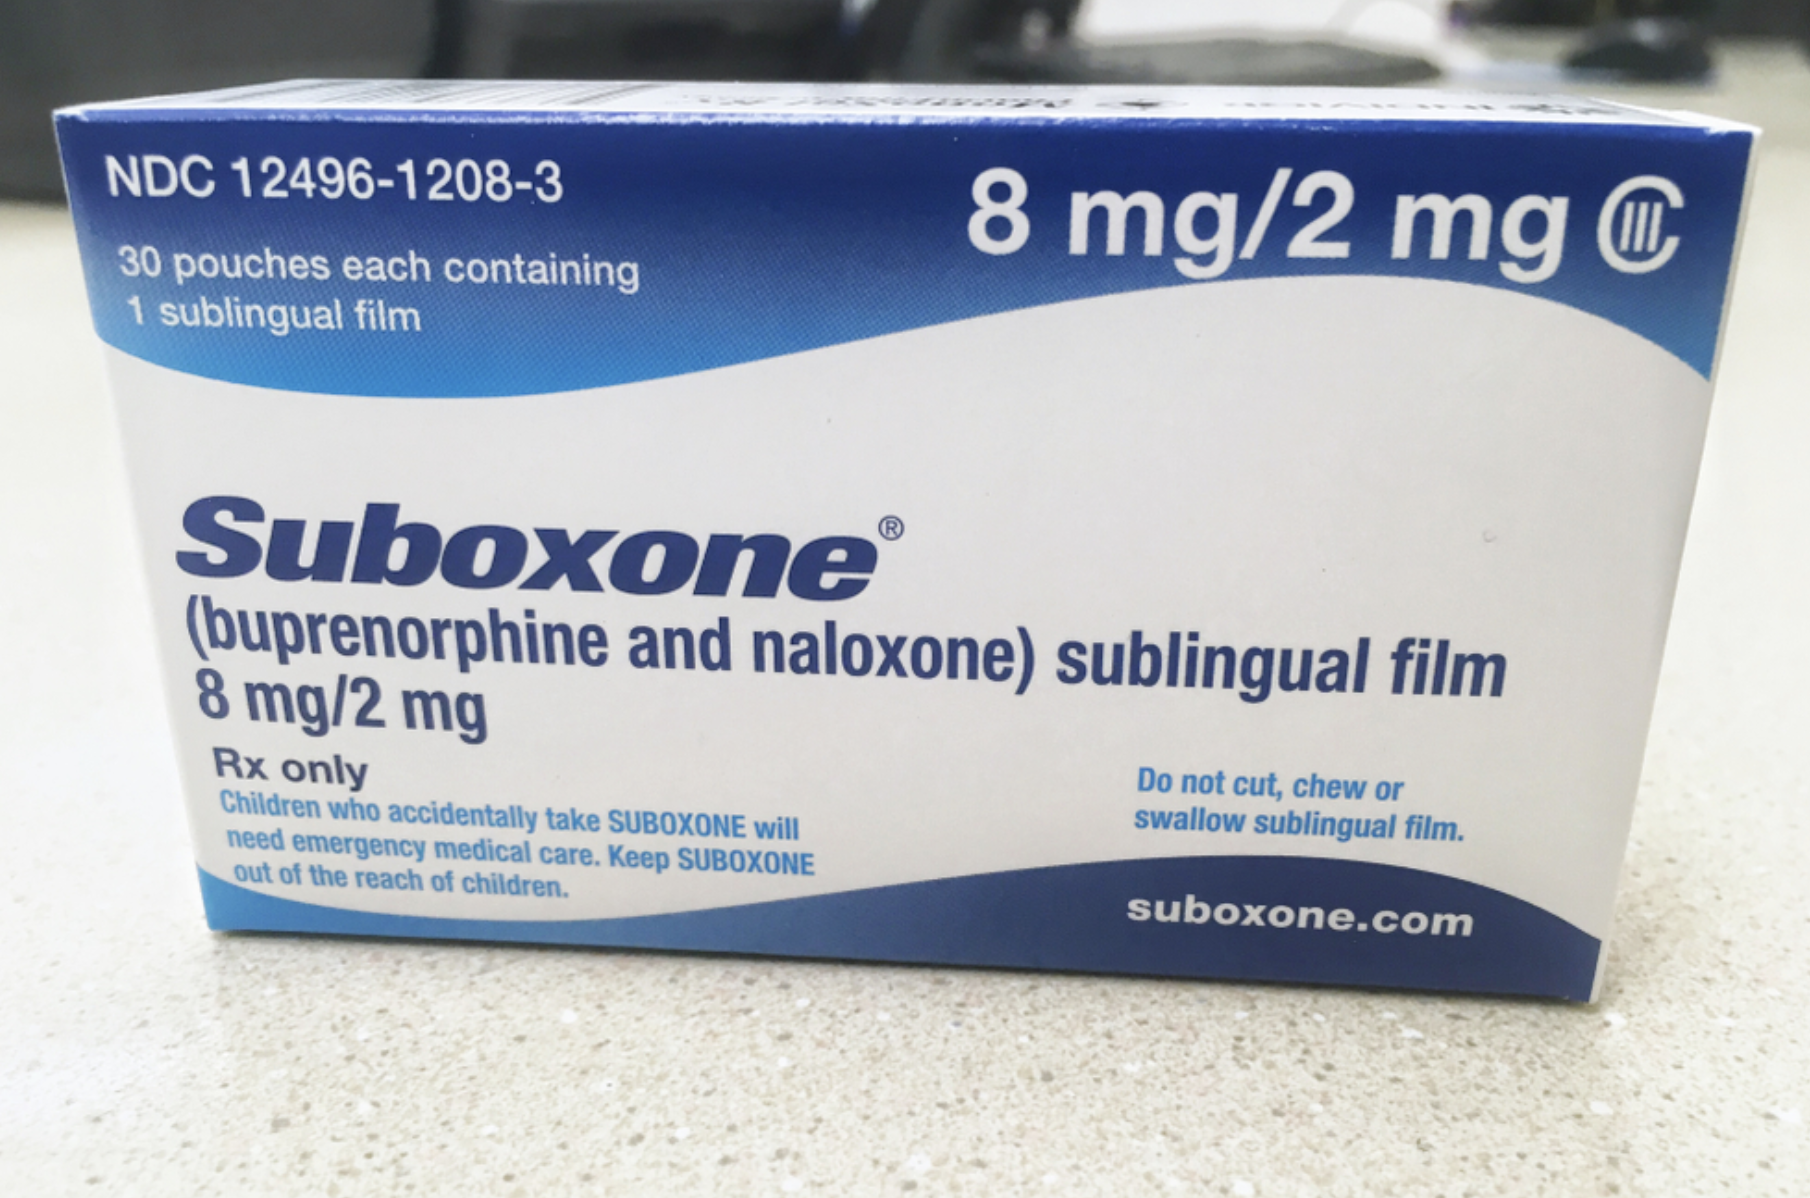 NDC 12496-1208-3
8 mg/2 mg CIII
30 pouches each containing
1 sublingual film
Suboxone®
(buprenorphine and naloxone) sublingual film
8 mg/2 mg
Rx only
Children who accidentally take SUBOXONE will
need emergency medical care. Keep SUBOXONE
out of the reach of children.
Do not cut, chew or
swallow sublingual film.
suboxone.com